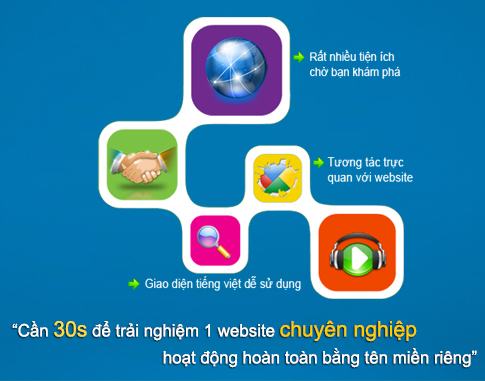 Rất nhiều tiện ích
chờ bạn khám phá
Tương tác trực
quan với website
Giao diện tiếng việt dễ sử dụng
“Cần 30s để trải nghiệm 1 website chuyên nghiệp
hoạt động hoàn toàn bằng tên miền riêng”